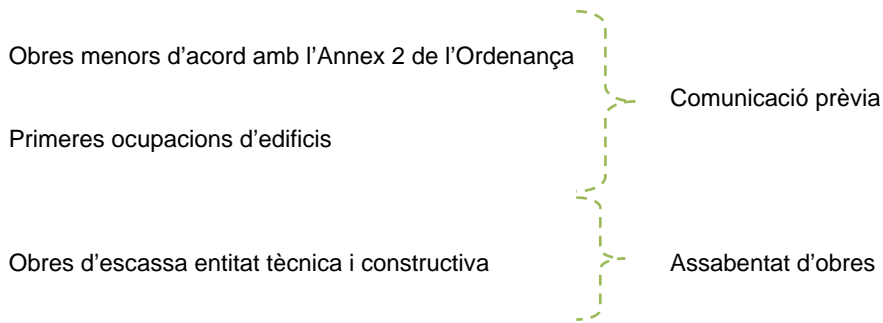 Obres menors d’acord amb l’Annex 2 de l’Ordenança
Comunicació prèvia
Primeres ocupacions d’edificis
Obres d’escassa entitat tècnica i constructiva
Assabentat d’obres